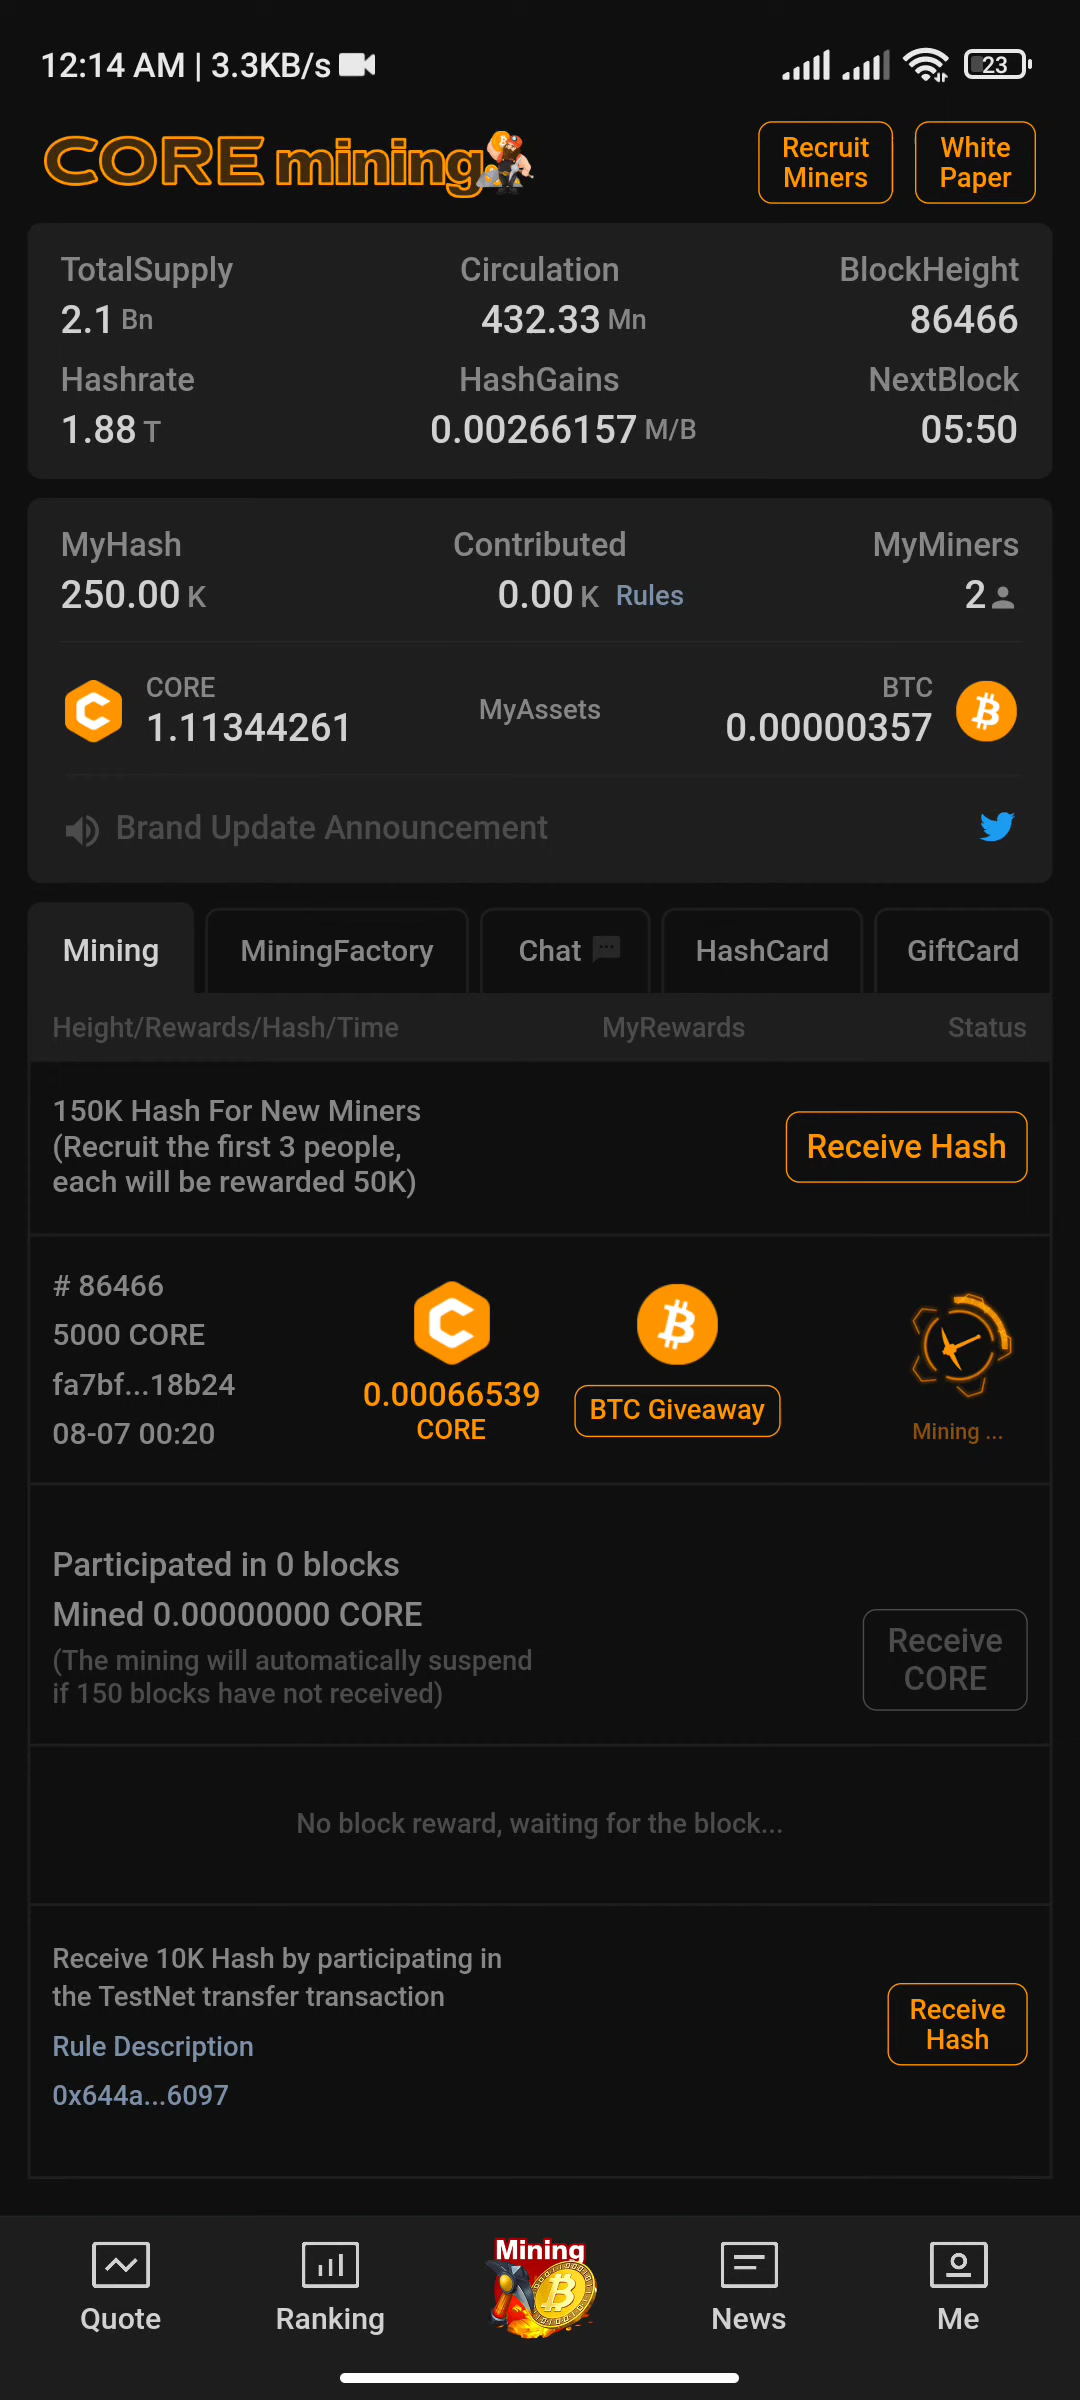 12:14 AM | 3.3KB/s 23
CORE mining
Recruit Miners
White Paper
TotalSupply Circulation BlockHeight
2.1 Bn 432.33 Mn 86466
Hashrate HashGains NextBlock
1.88 T 0.00266157 M/B 05:50
MyHash Contributed MyMiners
250.00 K 0.00 K Rules 2
CORE BTC
1.11344261 MyAssets 0.00000357
Brand Update Announcement
Mining MiningFactory Chat HashCard GiftCard
Height/Rewards/Hash/Time MyRewards Status
150K Hash For New Miners
(Recruit the first 3 people,
each will be rewarded 50K)
Receive Hash
# 86466
5000 CORE
fa7bf...18b24
08-07 00:20
0.00066539
CORE
BTC Giveaway
Mining ...
Participated in 0 blocks
Mined 0.00000000 CORE
(The mining will automatically suspend
if 150 blocks have not received)
Receive
CORE
No block reward, waiting for the block...
Receive 10K Hash by participating in
the TestNet transfer transaction
Rule Description
0x644a...6097
Receive
Hash
Mining
Quote Ranking News Me